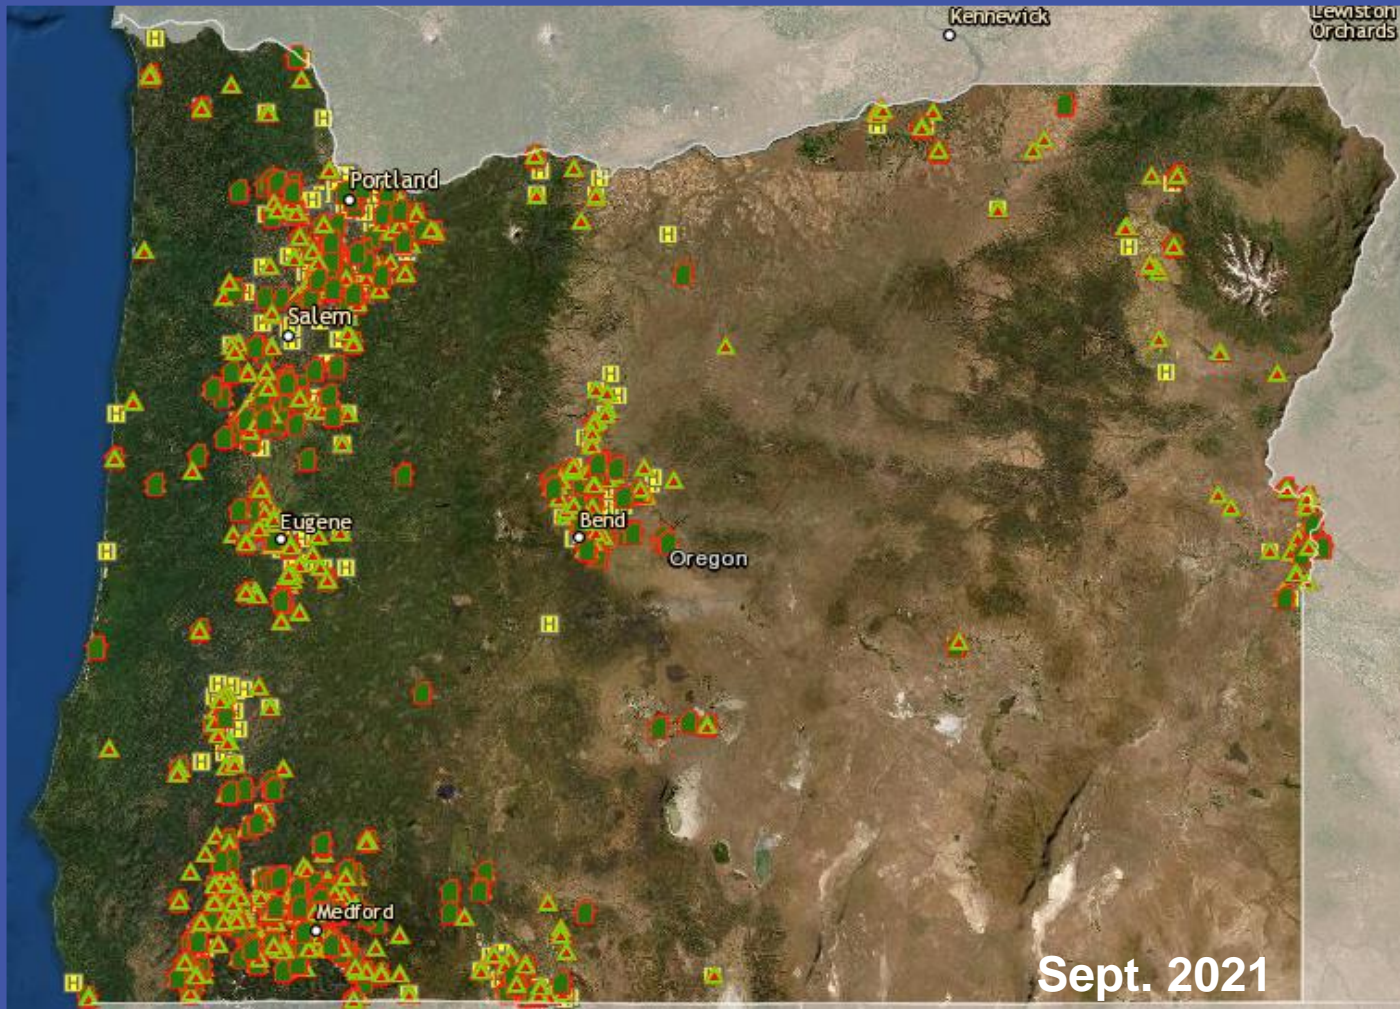 Kennewick
Lewiston
Orchards
Portland
Salem
Eugene
Bend
Oregon
Medford
Sept. 2021